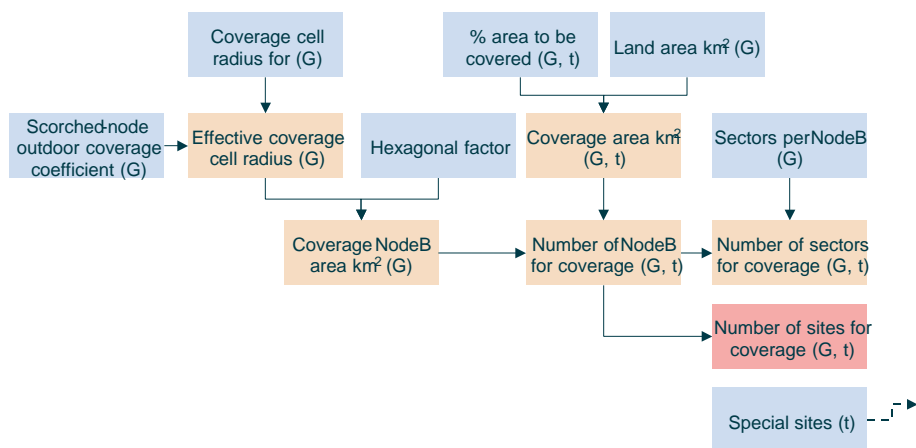 Coverage cell
radius for (G)
% area to be
covered (G, t)
Land area km² (G)
Scorched-node
outdoor coverage
coefficient (G)
Effective coverage
cell radius (G)
Hexagonal factor
Coverage area km²
(G, t)
Sectors per NodeB
(G)
Coverage NodeB
area km² (G)
Number of NodeB
for coverage (G, t)
Number of sectors
for coverage (G, t)
Number of sites for
coverage (G, t)
Special sites (t)